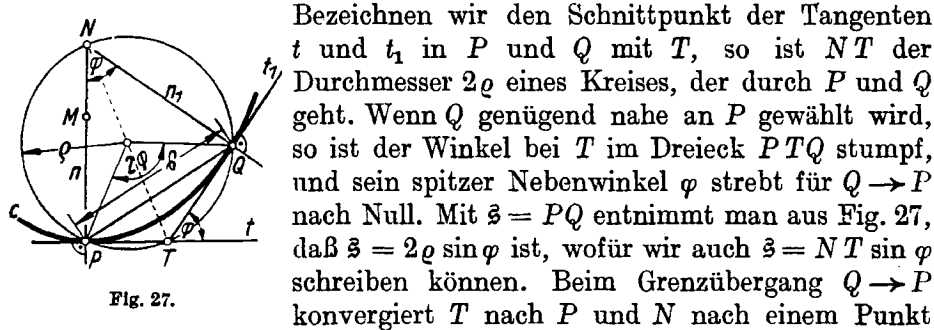 Bezeichnen wir den Schnittpunkt der Tangenten
t und t₁ in P und Q mit T, so ist NT der
Durchmesser 2ϱ eines Kreises, der durch P und Q
geht. Wenn Q genügend nahe an P gewählt wird,
so ist der Winkel bei T im Dreieck PTQ stumpf,
und sein spitzer Nebenwinkel φ strebt für Q → P
nach Null. Mit s̄ = PQ entnimmt man aus Fig. 27,
daß s̄ = 2ϱ sin φ ist, wofür wir auch s̄ = NT sin φ
schreiben können. Beim Grenzübergang Q → P
konvergiert T nach P und N nach einem Punkt
N
φ
t₁
n₁
M
ϱ
n
2φ
s̄
Q
c
φ
t
P
T
Fig. 27.